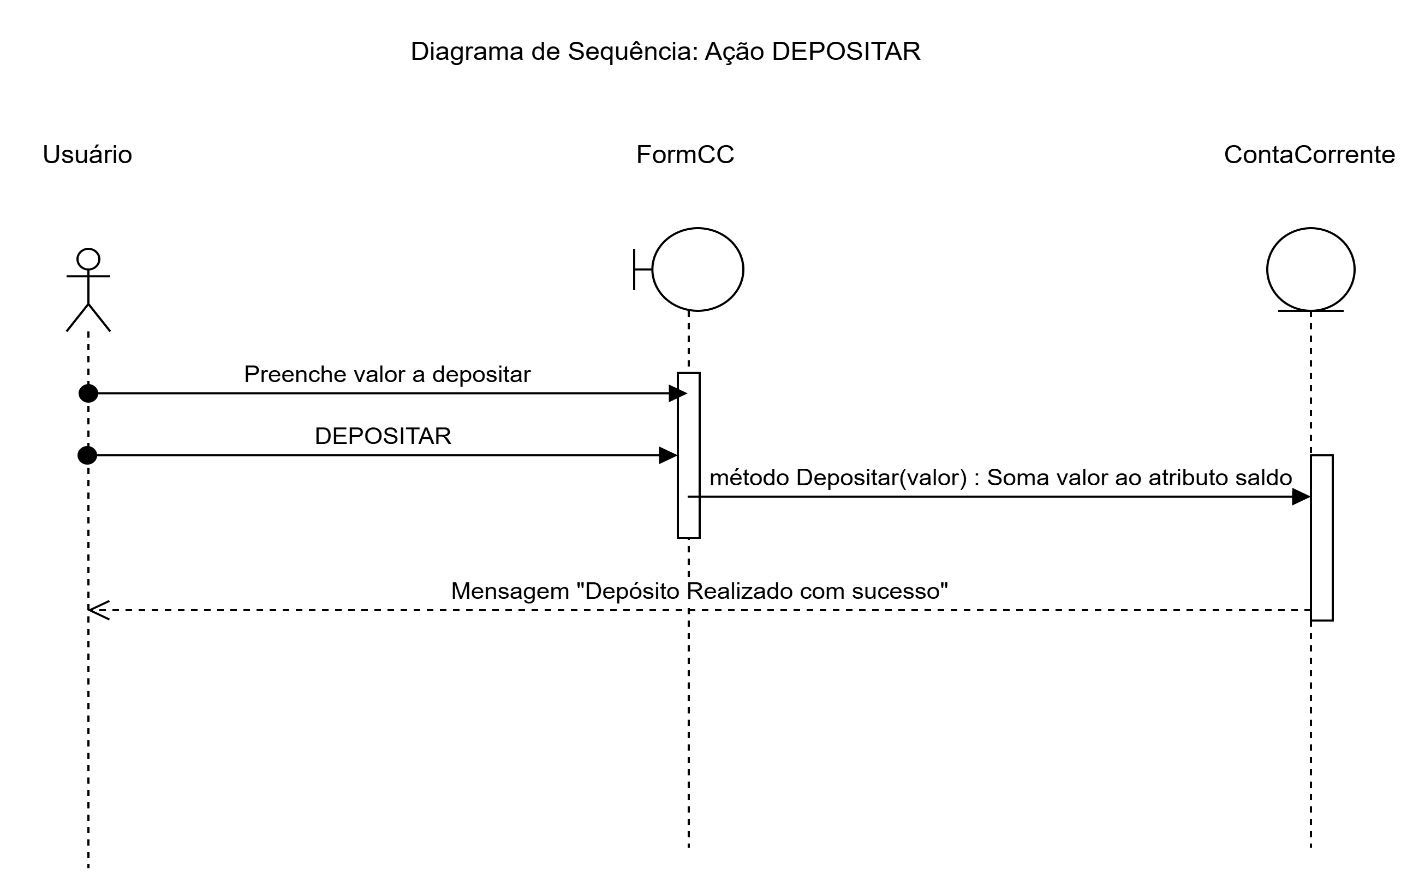 Diagrama de Sequência: Ação DEPOSITAR
Usuário
FormCC
ContaCorrente
Preenche valor a depositar
DEPOSITAR
método Depositar(valor) : Soma valor ao atributo saldo
Mensagem "Depósito Realizado com sucesso"